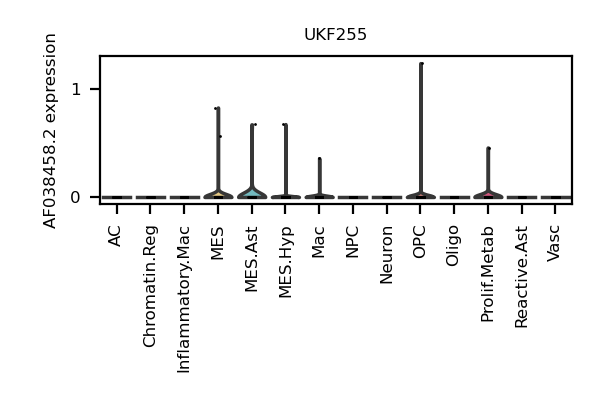 UKF255
AF038458.2 expression
1
0
AC
Chromatin.Reg
Inflammatory.Mac
MES
MES.Ast
MES.Hyp
Mac
NPC
Neuron
OPC
Oligo
Prolif.Metab
Reactive.Ast
Vasc